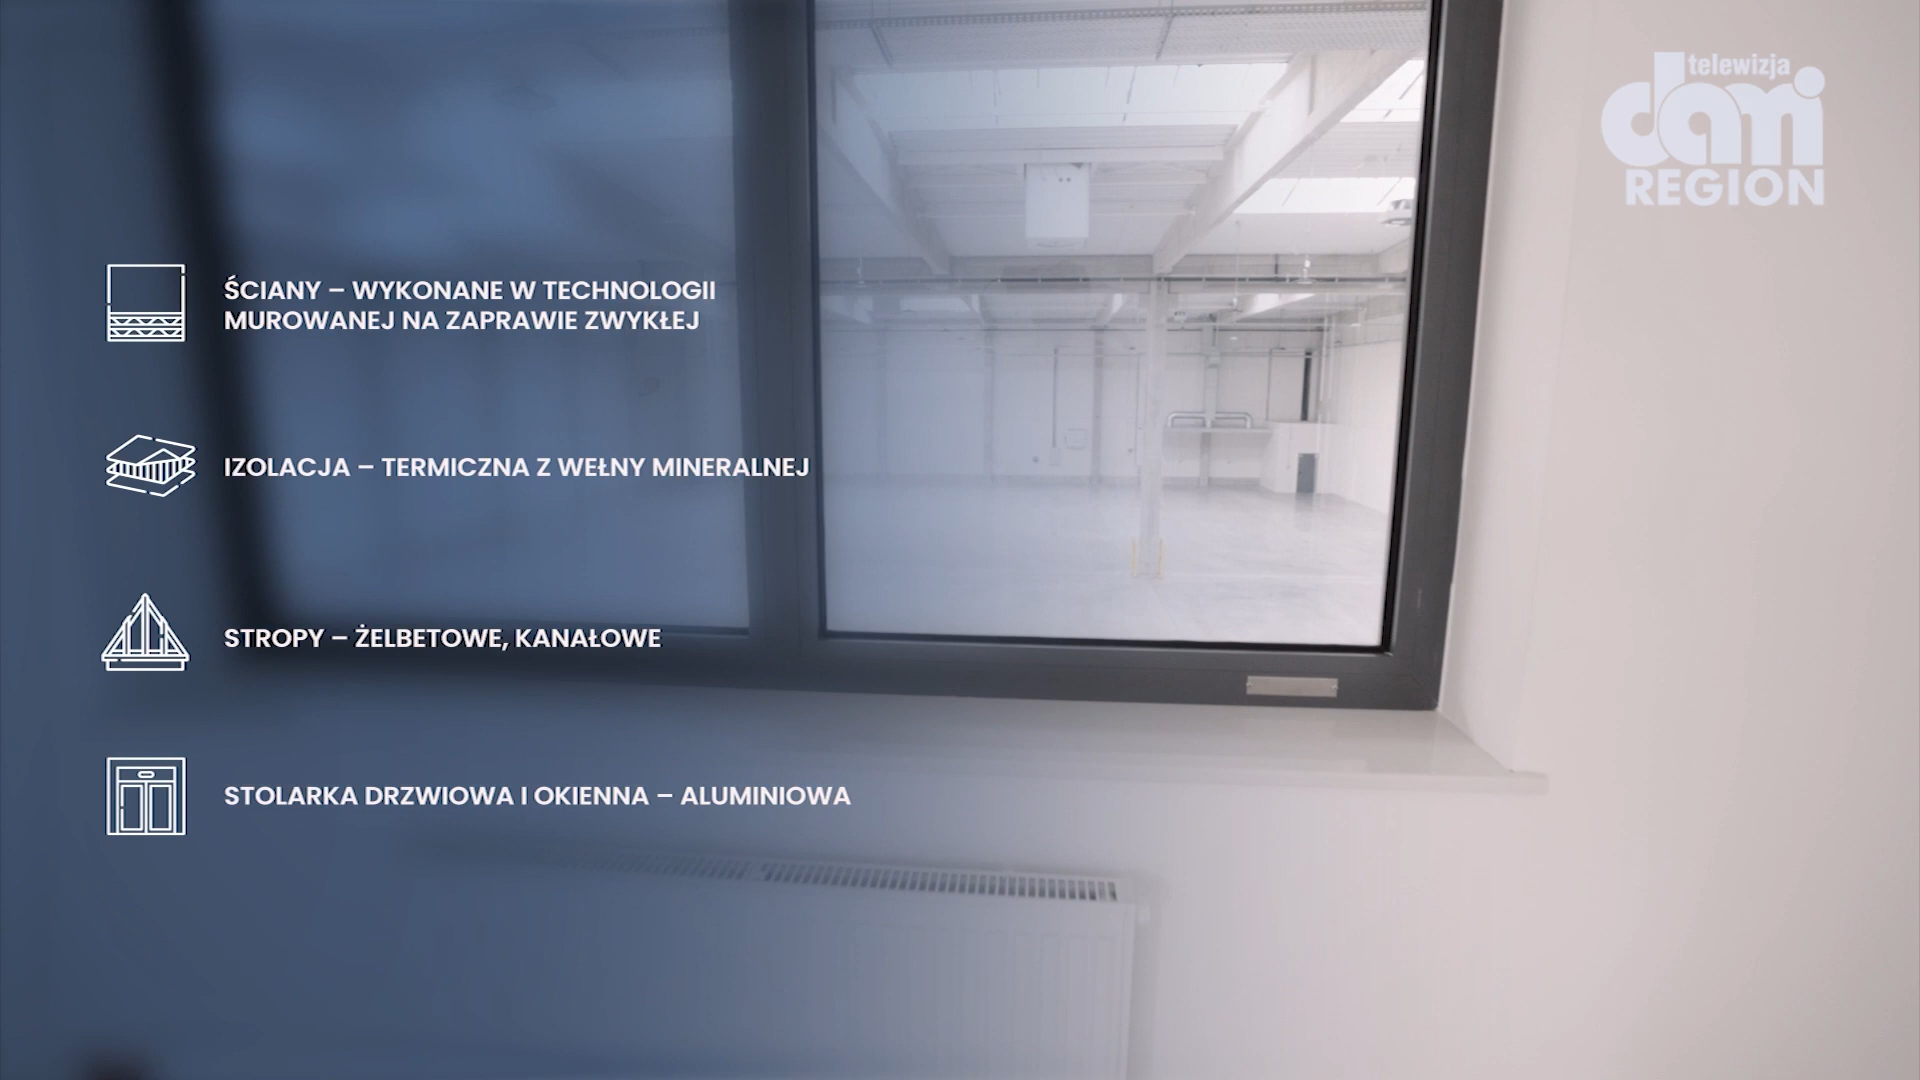 telewizja
dami
REGION
ŚCIANY – WYKONANE W TECHNOLOGII
MUROWANEJ NA ZAPRAWIE ZWYKŁEJ
IZOLACJA – TERMICZNA Z WEŁNY MINERALNEJ
STROPY – ŻELBETOWE, KANAŁOWE
STOLARKA DRZWIOWA I OKIENNA – ALUMINIOWA